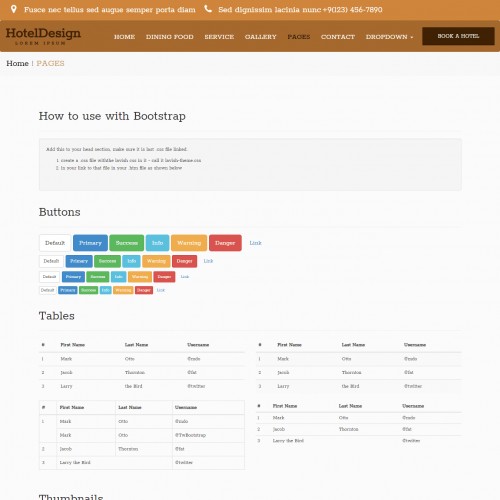 Fusce nec tellus sed augue semper porta diam Sed dignissim lacinia nunc +9023) 456-7890
HotelDesign
LOREM IPSUM
HOME DINING FOOD SERVICE GALLERY PAGES CONTACT DROPDOWN BOOK A HOTEL
Home | PAGES
How to use with Bootstrap
Add this to your head section, make sure it is last .css file linked.
1. create a .css file withthe lavish css in it - call it lavish-theme.css
2. in your link to that file in your .htm file as shown below
Buttons
Default Primary Success Info Warning Danger Link
Default Primary Success Info Warning Danger Link
Default Primary Success Info Warning Danger Link
Default Primary Success Info Warning Danger Link
Tables
# First Name Last Name Username
1 Mark Otto @mdo
2 Jacob Thornton @fat
3 Larry the Bird @twitter
# First Name Last Name Username
1 Mark Otto @mdo
2 Jacob Thornton @fat
3 Larry the Bird @twitter
# First Name Last Name Username
1 Mark Otto @mdo
Mark Otto @TwBootstrap
2 Jacob Thornton @fat
3 Larry the Bird @twitter
# First Name Last Name Username
1 Mark Otto @mdo
2 Jacob Thornton @fat
3 Larry the Bird @twitter
Thumbnails